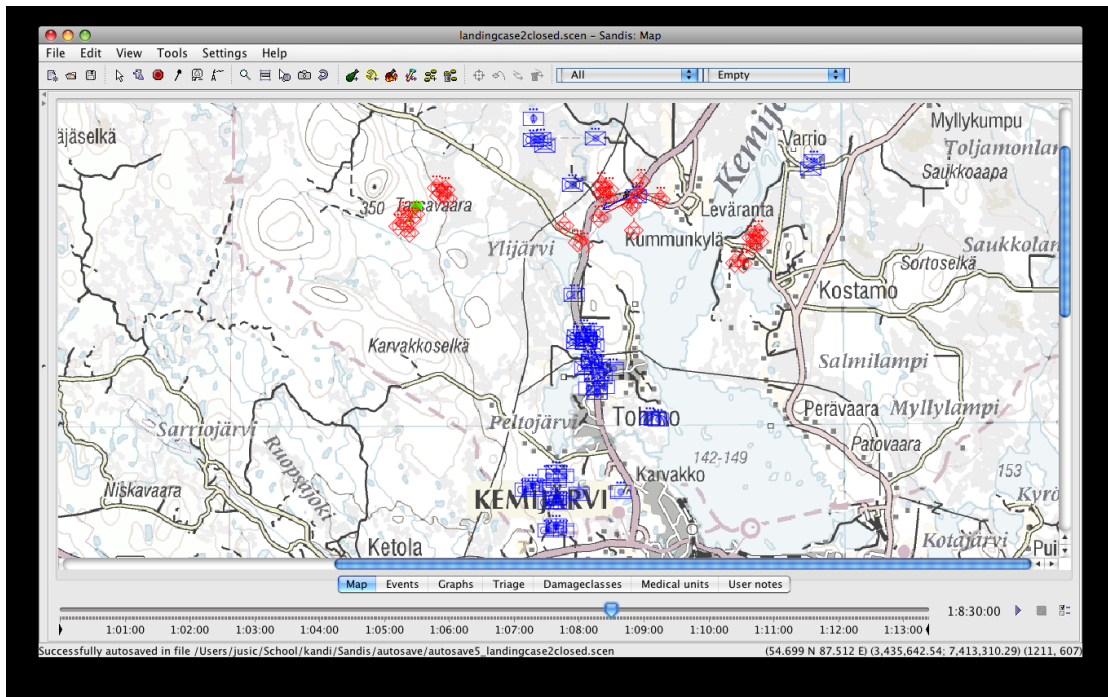 landingcase2closed.scen – Sandis: Map
File Edit View Tools Settings Help
All Empty
äjäselkä
Kemij
Varrio
Myllykumpu
Toljamonlar
Saukkoaapa
350
Leväranta
Ylijärvi
Kummunkylä
Saukkolar
Sortoselkä
Kostamo
Karvakkoselkä
Salmilampi
Peltojärvi
Tohmo
Perävaara
Myllylampi
Sarriojärvi
Ruopsajoki
142-149
Patovaara
Karvakko
153
Niskavaara
KEMIJÄRVI
Kyrö
Ketola
Kotajärvi
Pui
Map Events Graphs Triage Damageclasses Medical units User notes
1:8:30:00
1:01:00 1:02:00 1:03:00 1:04:00 1:05:00 1:06:00 1:07:00 1:08:00 1:09:00 1:10:00 1:11:00 1:12:00 1:13:00
Successfully autosaved in file /Users/jusic/School/kandi/Sandis/autosave/autosave5_landingcase2closed.scen (54.699 N 87.512 E) (3,435,642.54; 7,413,310.29) (1211, 607)